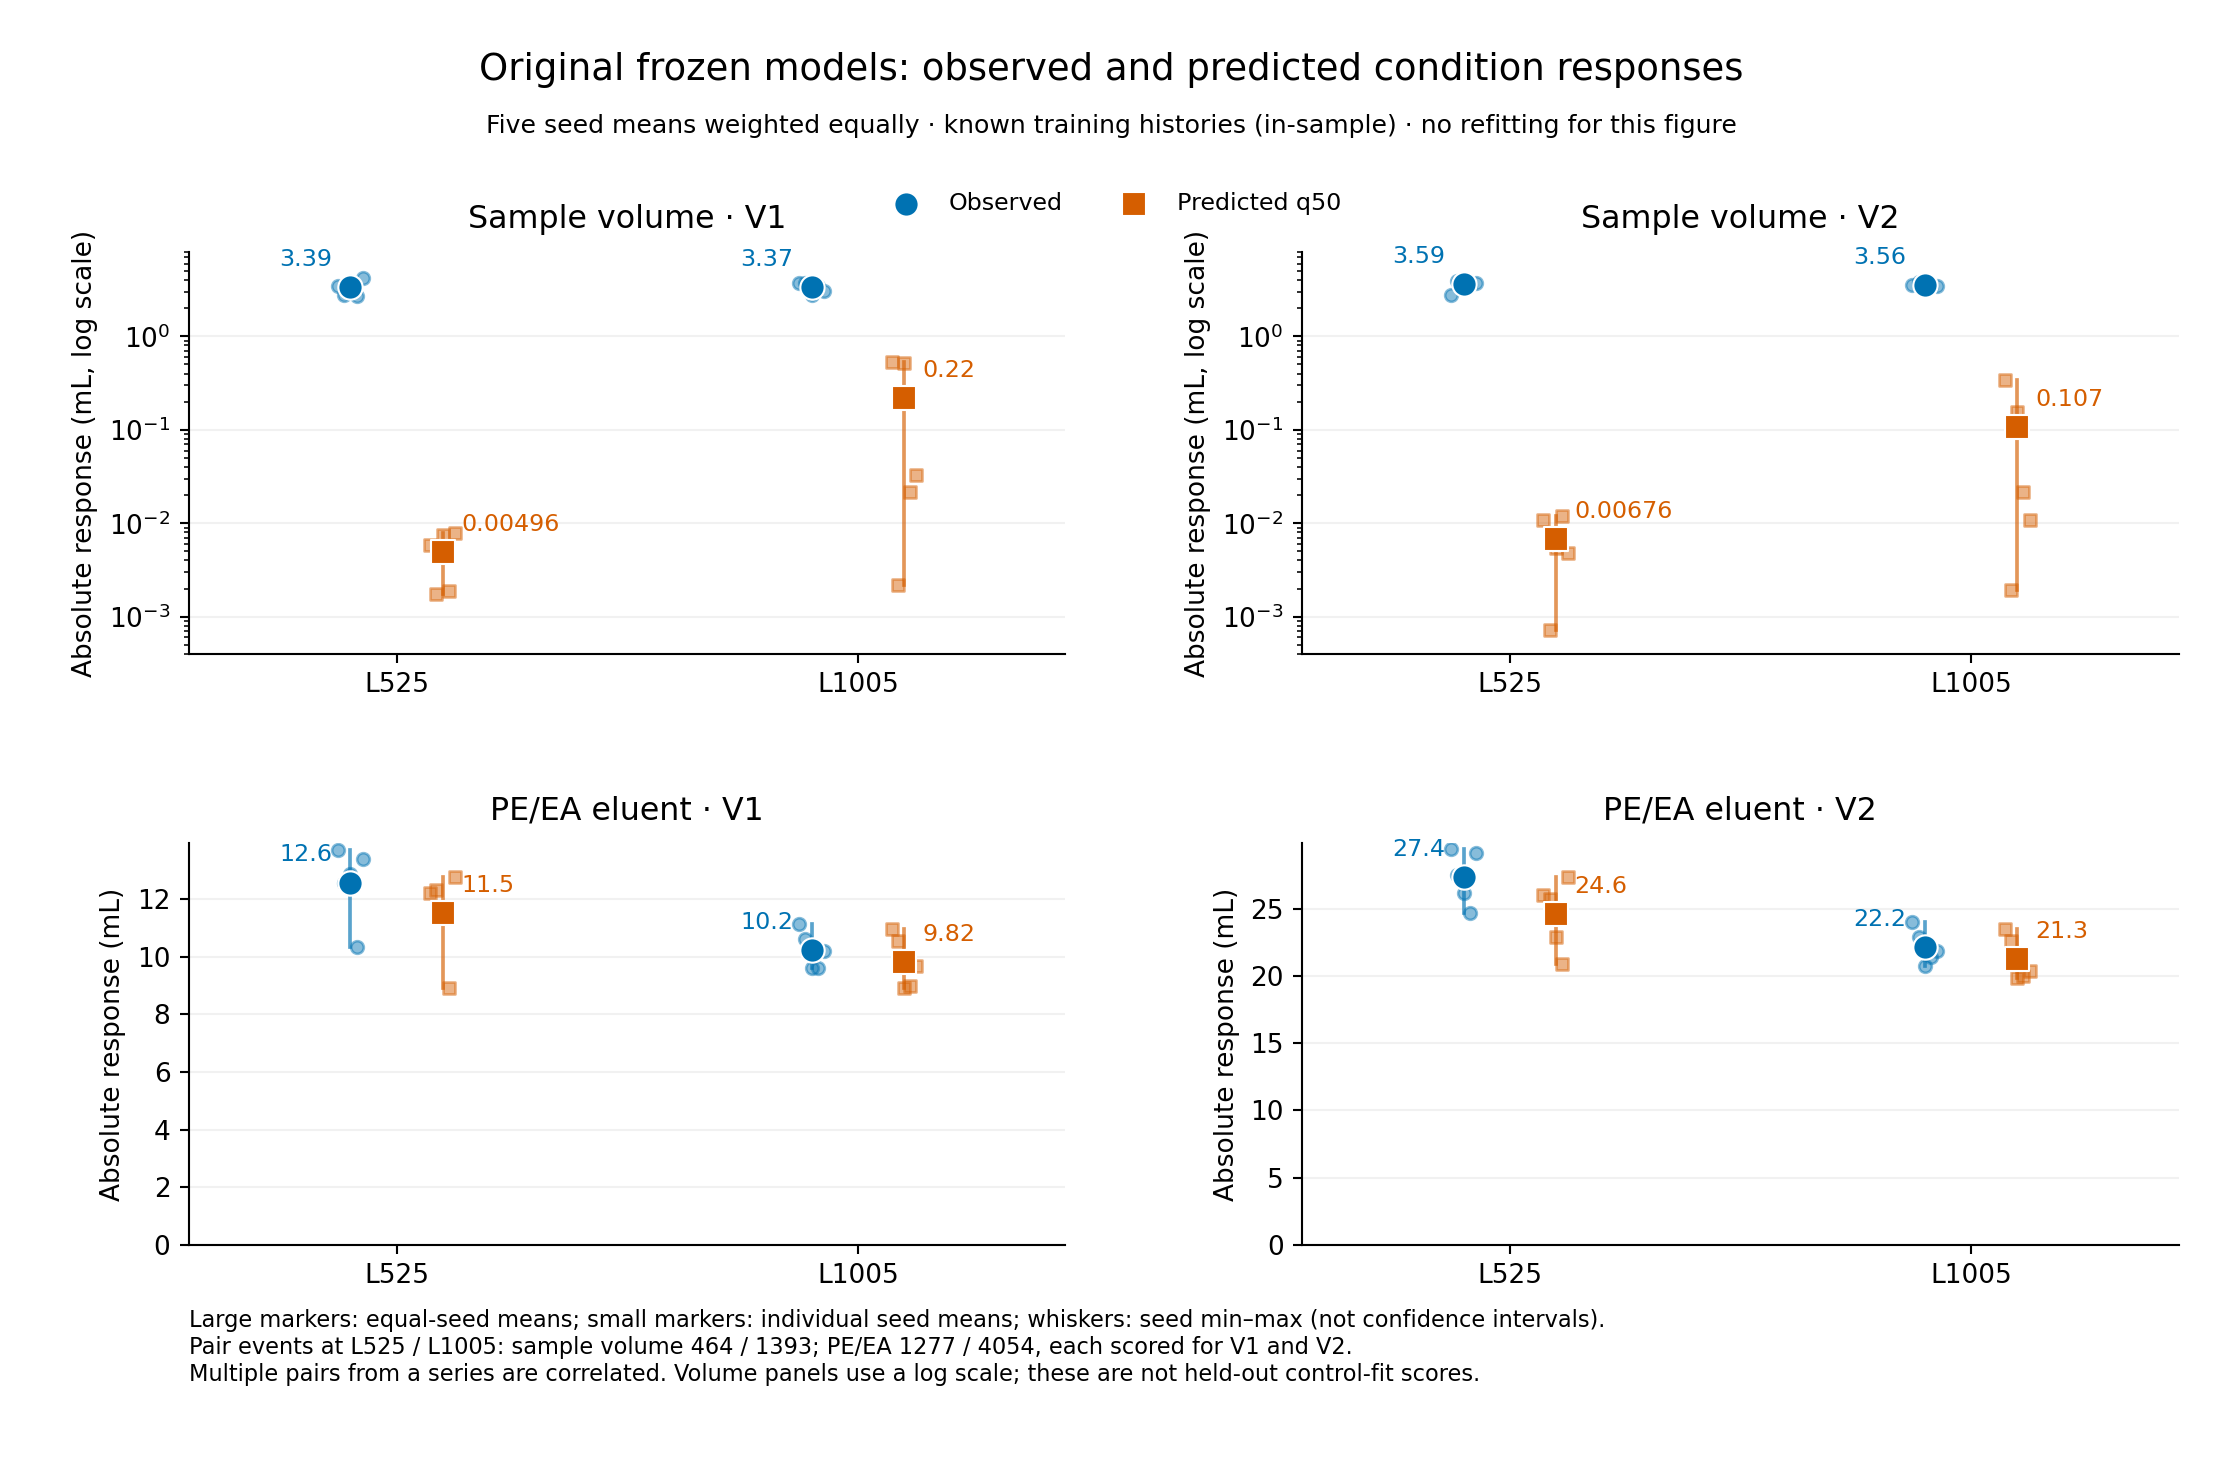 Original frozen models: observed and predicted condition responses
Five seed means weighted equally · known training histories (in-sample) · no refitting for this figure
Observed
Predicted q50
Sample volume · V1
Absolute response (mL, log scale)
10⁰
10⁻¹
10⁻²
10⁻³
3.39
0.00496
3.37
0.22
L525
L1005
Sample volume · V2
Absolute response (mL, log scale)
10⁰
10⁻¹
10⁻²
10⁻³
3.59
0.00676
3.56
0.107
L525
L1005
PE/EA eluent · V1
Absolute response (mL)
12
10
8
6
4
2
0
12.6
11.5
10.2
9.82
L525
L1005
PE/EA eluent · V2
Absolute response (mL)
25
20
15
10
5
0
27.4
24.6
22.2
21.3
L525
L1005
Large markers: equal-seed means; small markers: individual seed means; whiskers: seed min–max (not confidence intervals).
Pair events at L525 / L1005: sample volume 464 / 1393; PE/EA 1277 / 4054, each scored for V1 and V2.
Multiple pairs from a series are correlated. Volume panels use a log scale; these are not held-out control-fit scores.